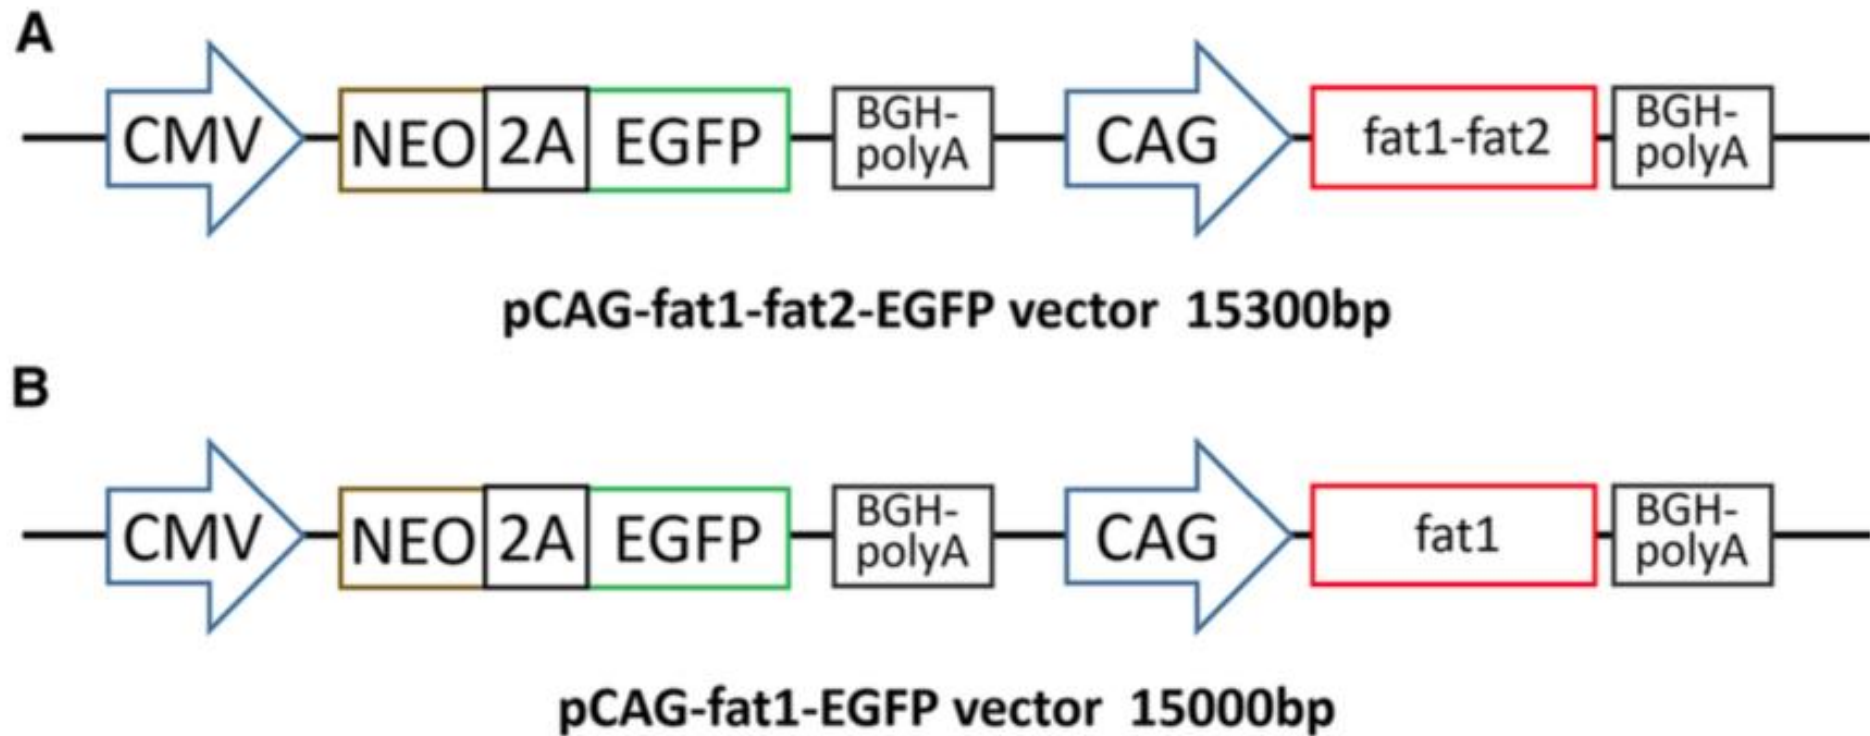 A
CMV NEO 2A EGFP BGH-polyA CAG fat1-fat2 BGH-polyA
pCAG-fat1-fat2-EGFP vector 15300bp
B
CMV NEO 2A EGFP BGH-polyA CAG fat1 BGH-polyA
pCAG-fat1-EGFP vector 15000bp